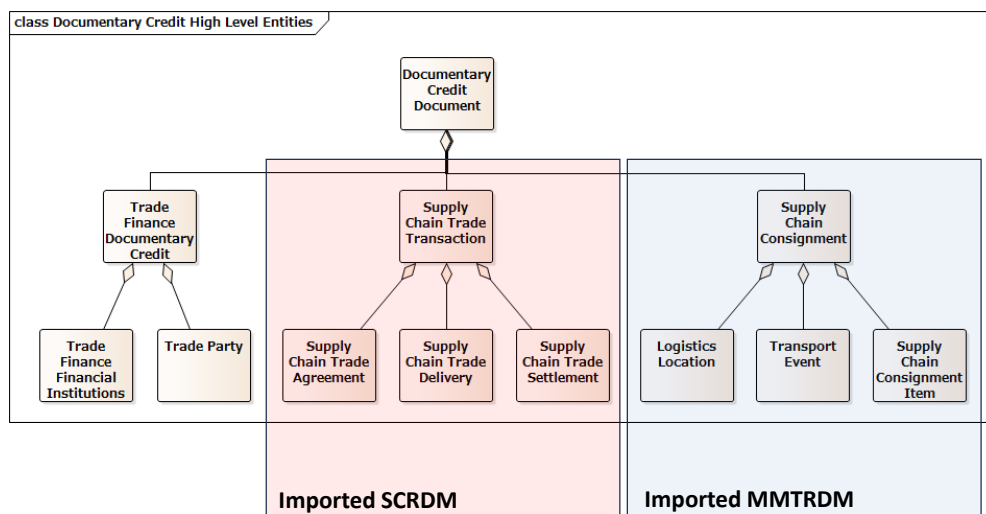 class Documentary Credit High Level Entities
Documentary
Credit
Document
Trade
Finance
Documentary
Credit
Supply
Chain Trade
Transaction
Supply
Chain
Consignment
Trade
Finance
Financial
Institutions
Trade Party
Supply
Chain Trade
Agreement
Supply
Chain Trade
Delivery
Supply
Chain Trade
Settlement
Logistics
Location
Transport
Event
Supply
Chain
Consignment
Item
Imported SCRDM
Imported MMTRDM